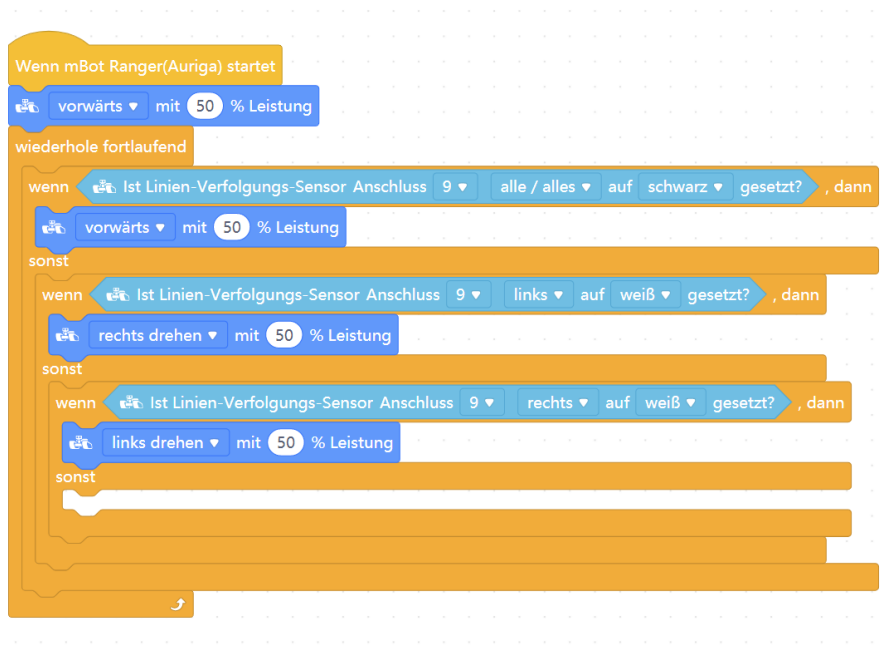 Wenn mBot Ranger(Auriga) startet
vorwärts mit 50 % Leistung
wiederhole fortlaufend
wenn Ist Linien-Verfolgungs-Sensor Anschluss 9 alle / alles auf schwarz gesetzt? , dann
vorwärts mit 50 % Leistung
sonst
wenn Ist Linien-Verfolgungs-Sensor Anschluss 9 links auf weiß gesetzt? , dann
rechts drehen mit 50 % Leistung
sonst
wenn Ist Linien-Verfolgungs-Sensor Anschluss 9 rechts auf weiß gesetzt? , dann
links drehen mit 50 % Leistung
sonst